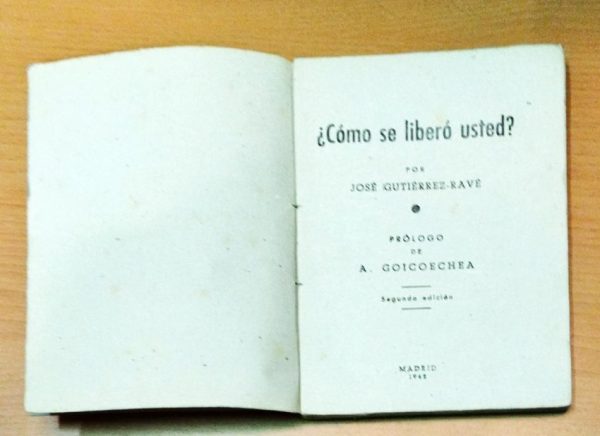 ¿Cómo se liberó usted?
POR
JOSÉ GUTIÉRREZ-RAVÉ
PRÓLOGO
DE
A. GOICOECHEA
Segunda edición
MADRID